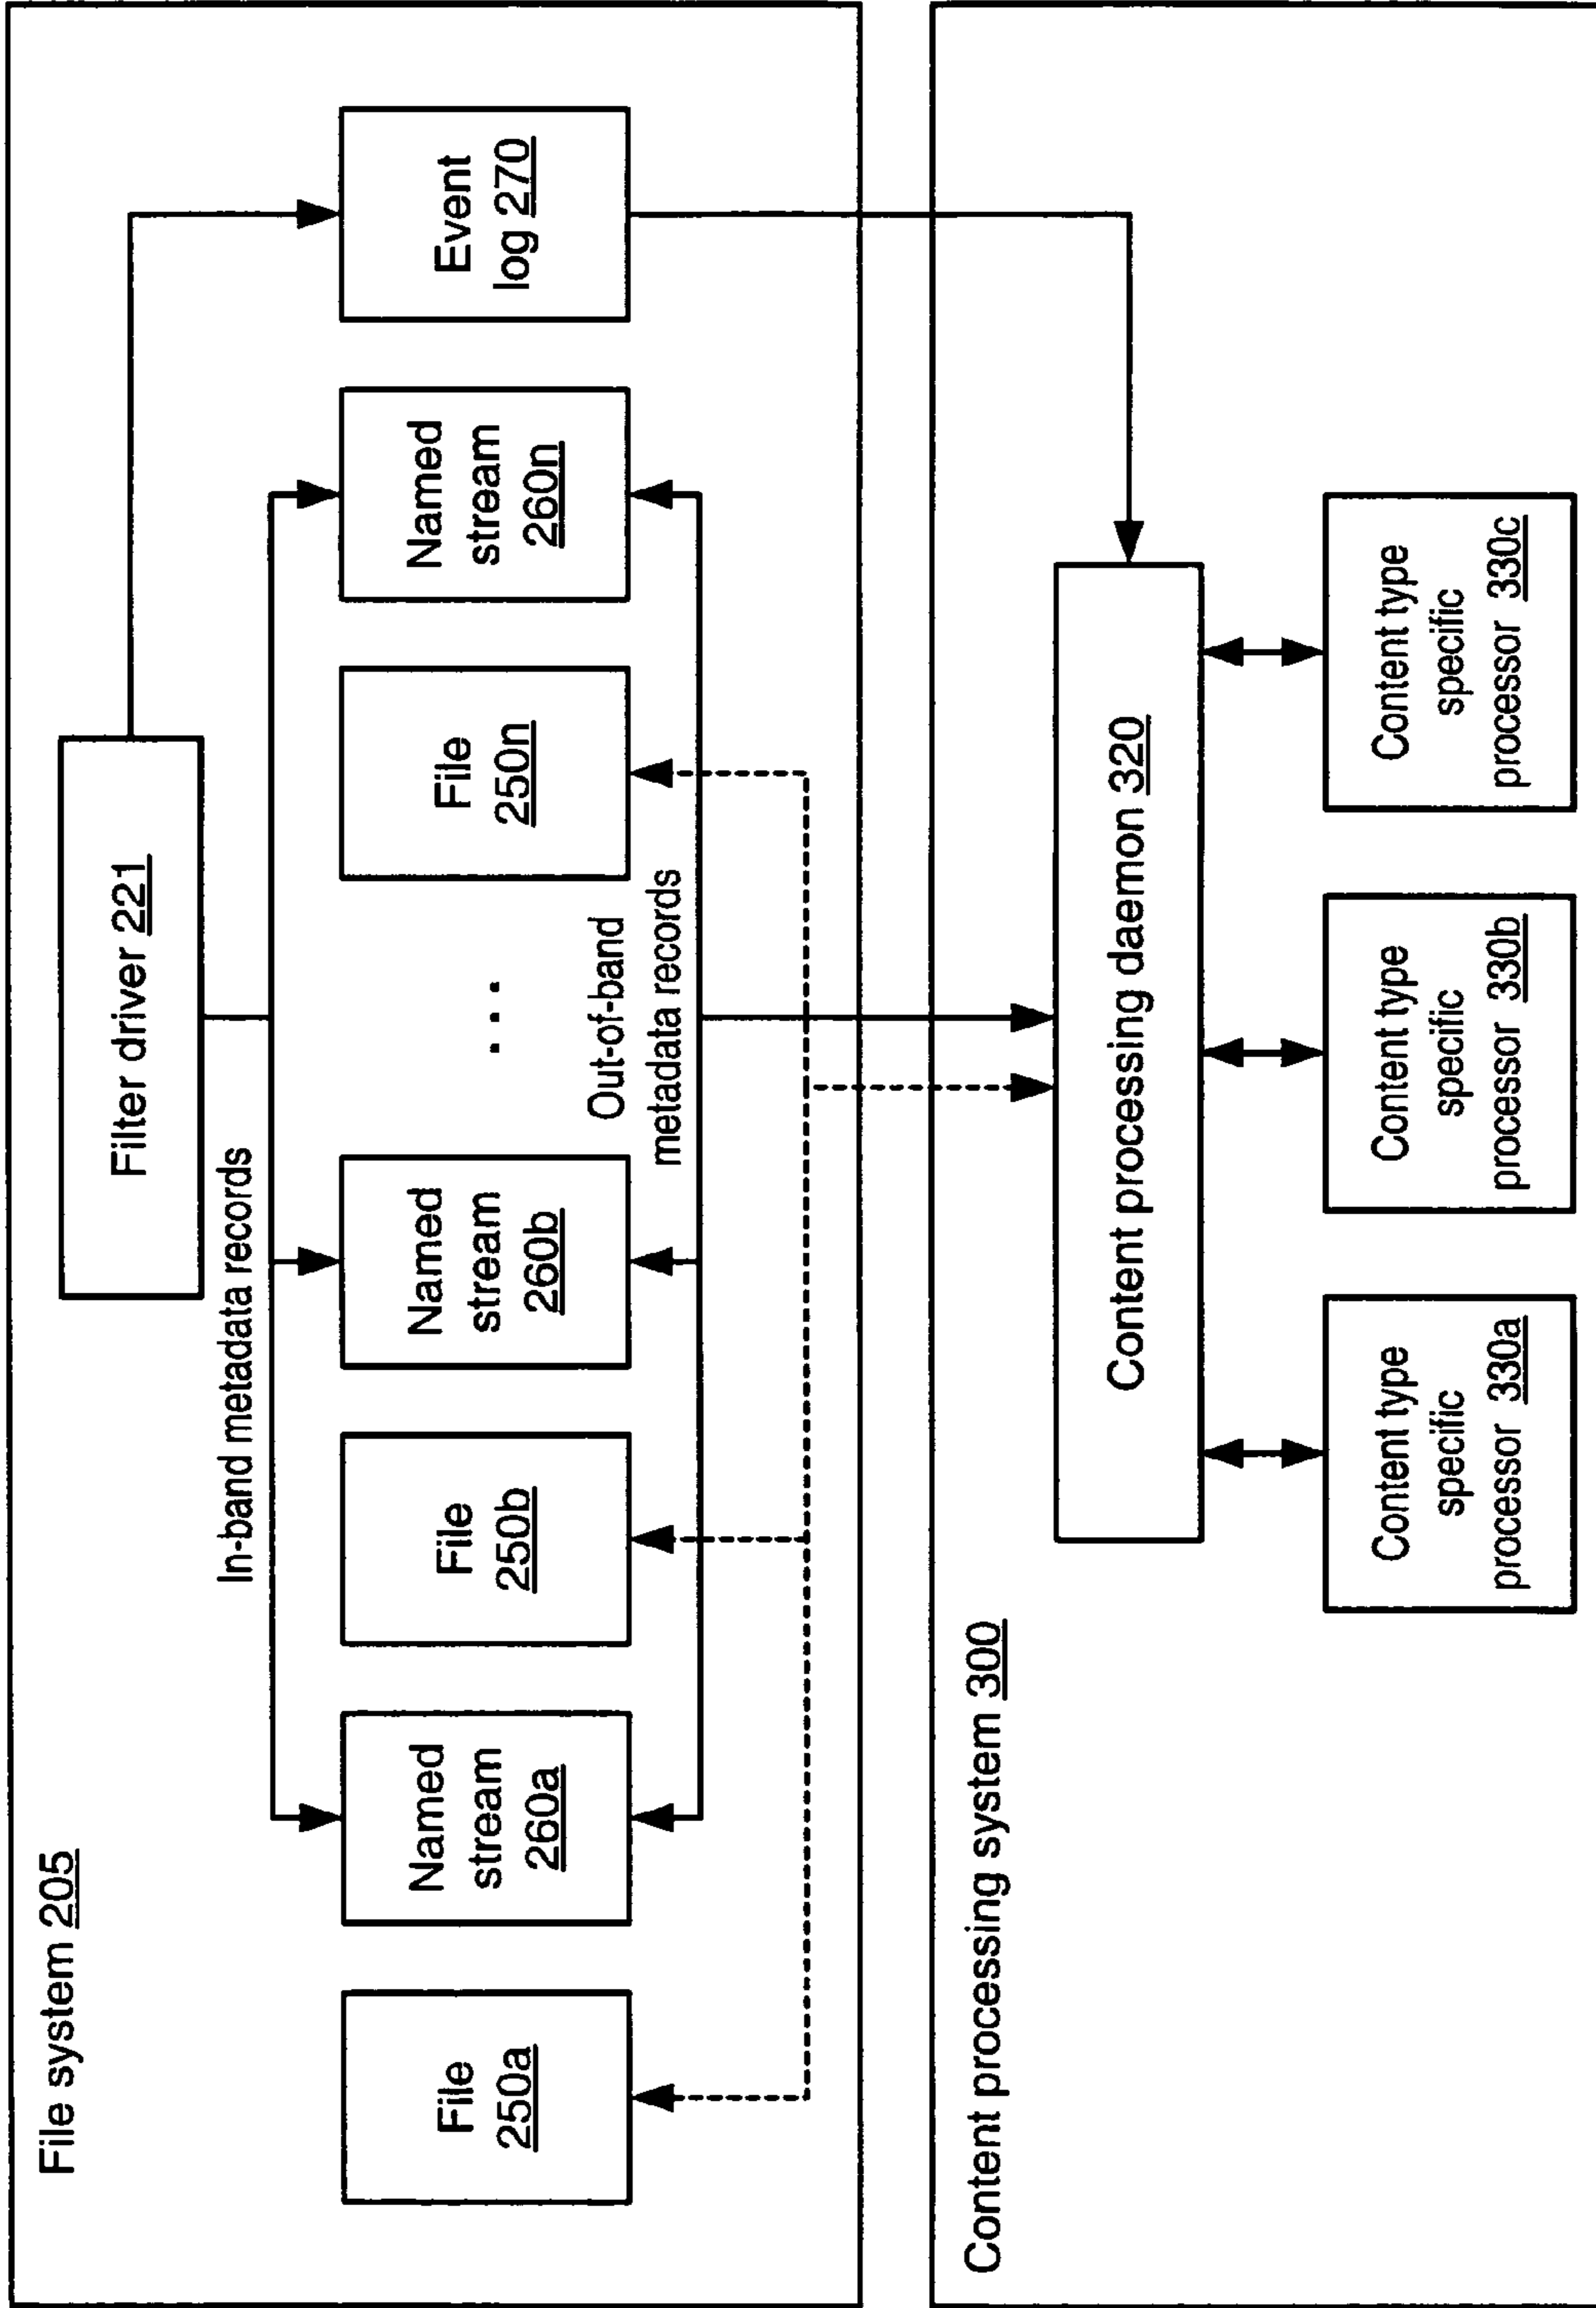 File system 205
Filter driver 221
In-band metadata records
File
250a
Named
stream
260a
File
250b
Named
stream
260b
...
File
250n
Named
stream
260n
Event
log 270
Out-of-band
metadata records
Content processing system 300
Content processing daemon 320
Content type
specific
processor 330a
Content type
specific
processor 330b
Content type
specific
processor 330c